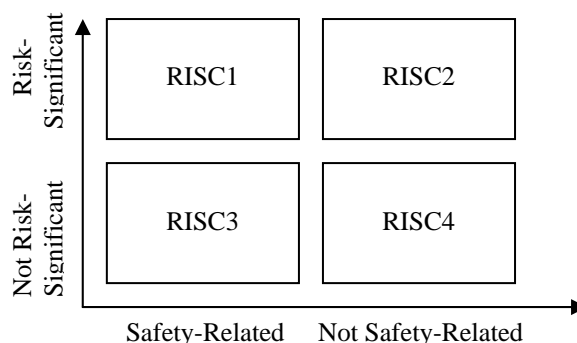 Risk-
Significant
RISC1
RISC2
Not Risk-
Significant
RISC3
RISC4
Safety-Related
Not Safety-Related